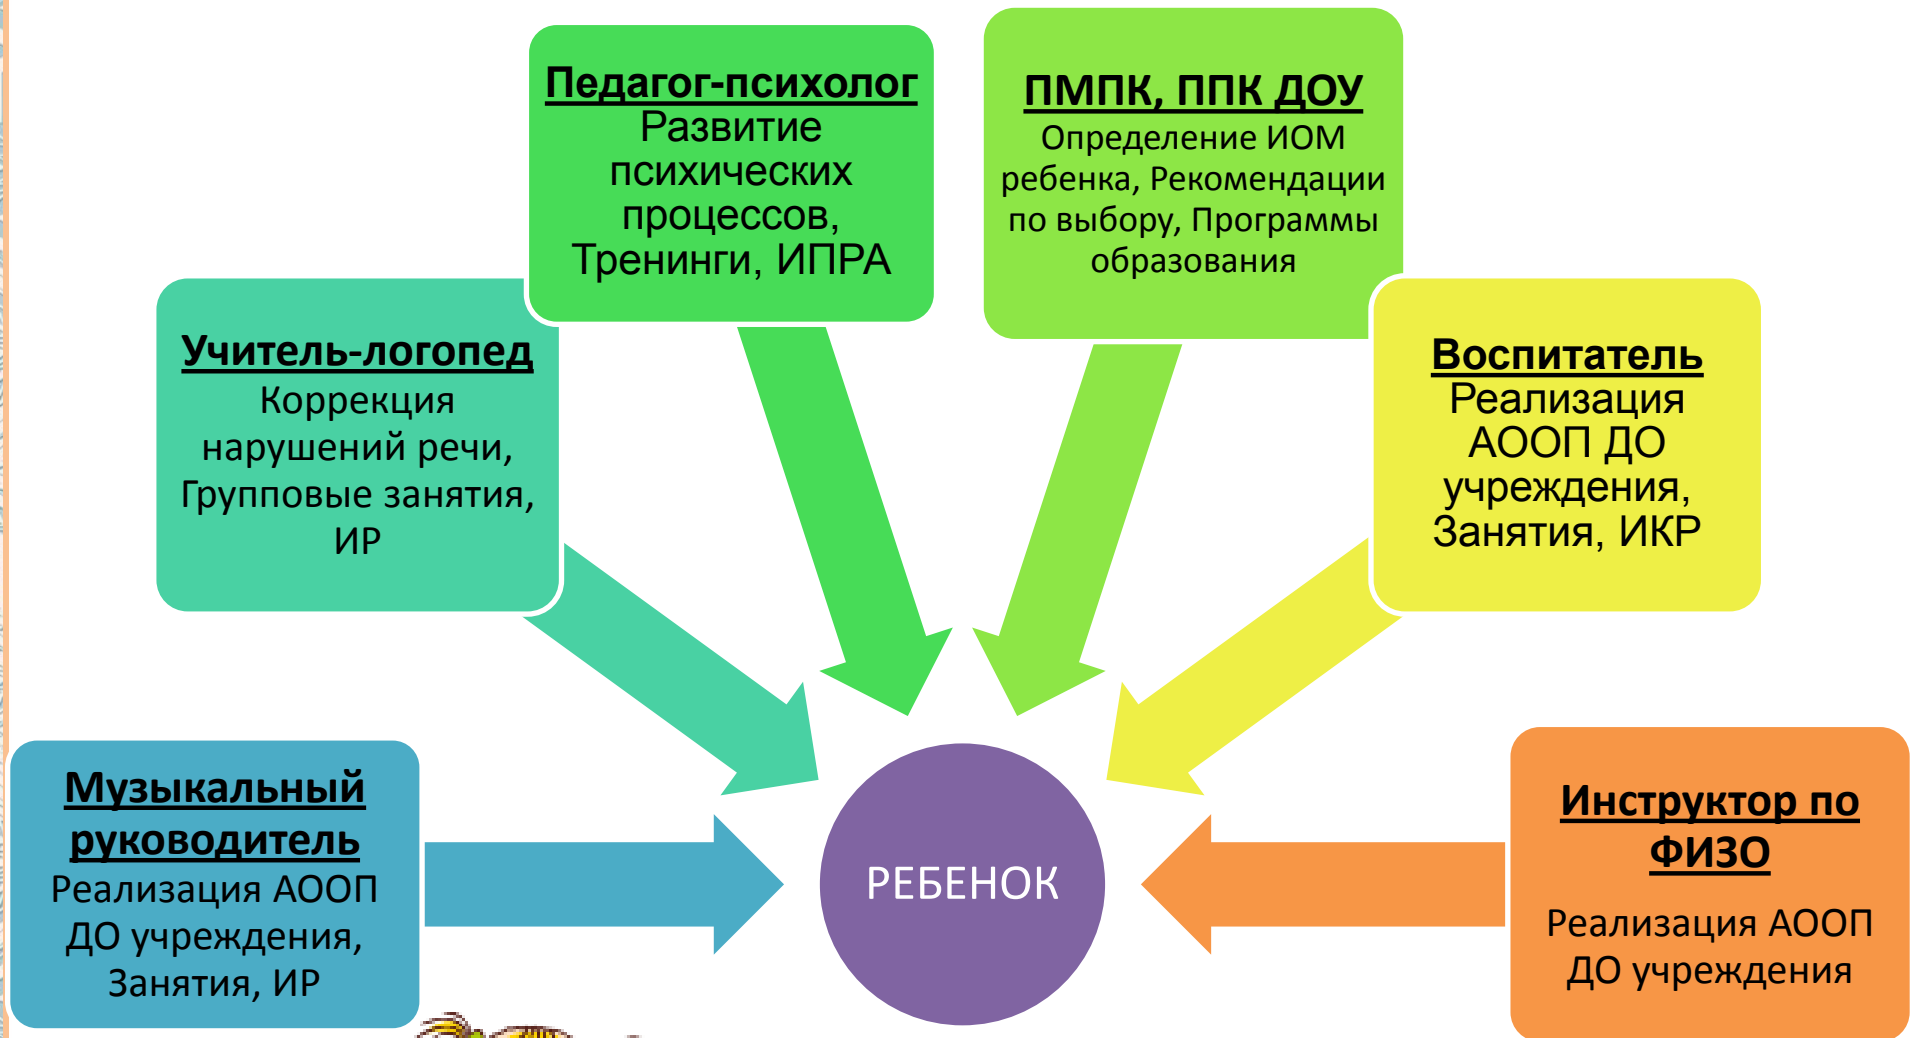 Педагог-психолог
Развитие
психических
процессов,
Тренинги, ИПРА
ПМПК, ППК ДОУ
Определение ИОМ
ребенка, Рекомендации
по выбору, Программы
образования
Учитель-логопед
Коррекция
нарушений речи,
Групповые занятия,
ИР
Воспитатель
Реализация
АООП ДО
учреждения,
Занятия, ИКР
Музыкальный
руководитель
Реализация АООП
ДО учреждения,
Занятия, ИР
РЕБЕНОК
Инструктор по
ФИЗО
Реализация АООП
ДО учреждения